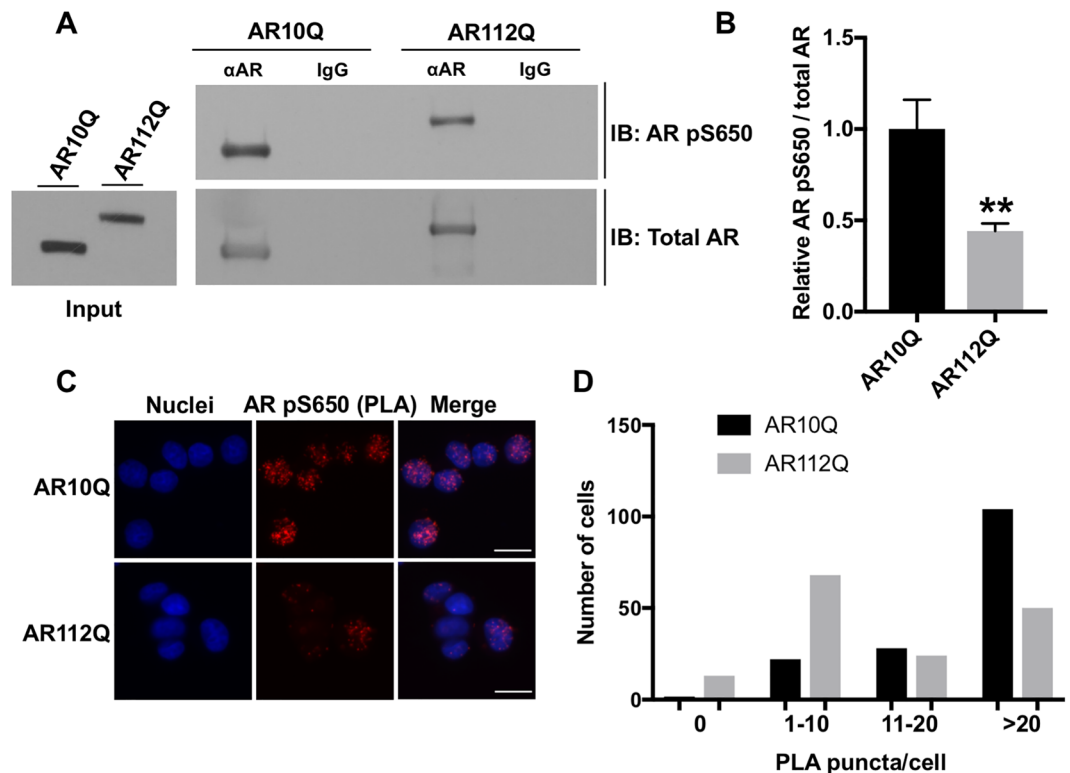 A
AR10Q
AR112Q
αAR
IgG
αAR
IgG
AR10Q
AR112Q
IB: AR pS650
IB: Total AR
Input
B
Relative AR pS650 / total AR
1.5
1.0
0.5
0.0
**
AR10Q
AR112Q
C
Nuclei
AR pS650 (PLA)
Merge
AR10Q
AR112Q
D
Number of cells
150
100
50
0
AR10Q
AR112Q
0
1-10
11-20
>20
PLA puncta/cell